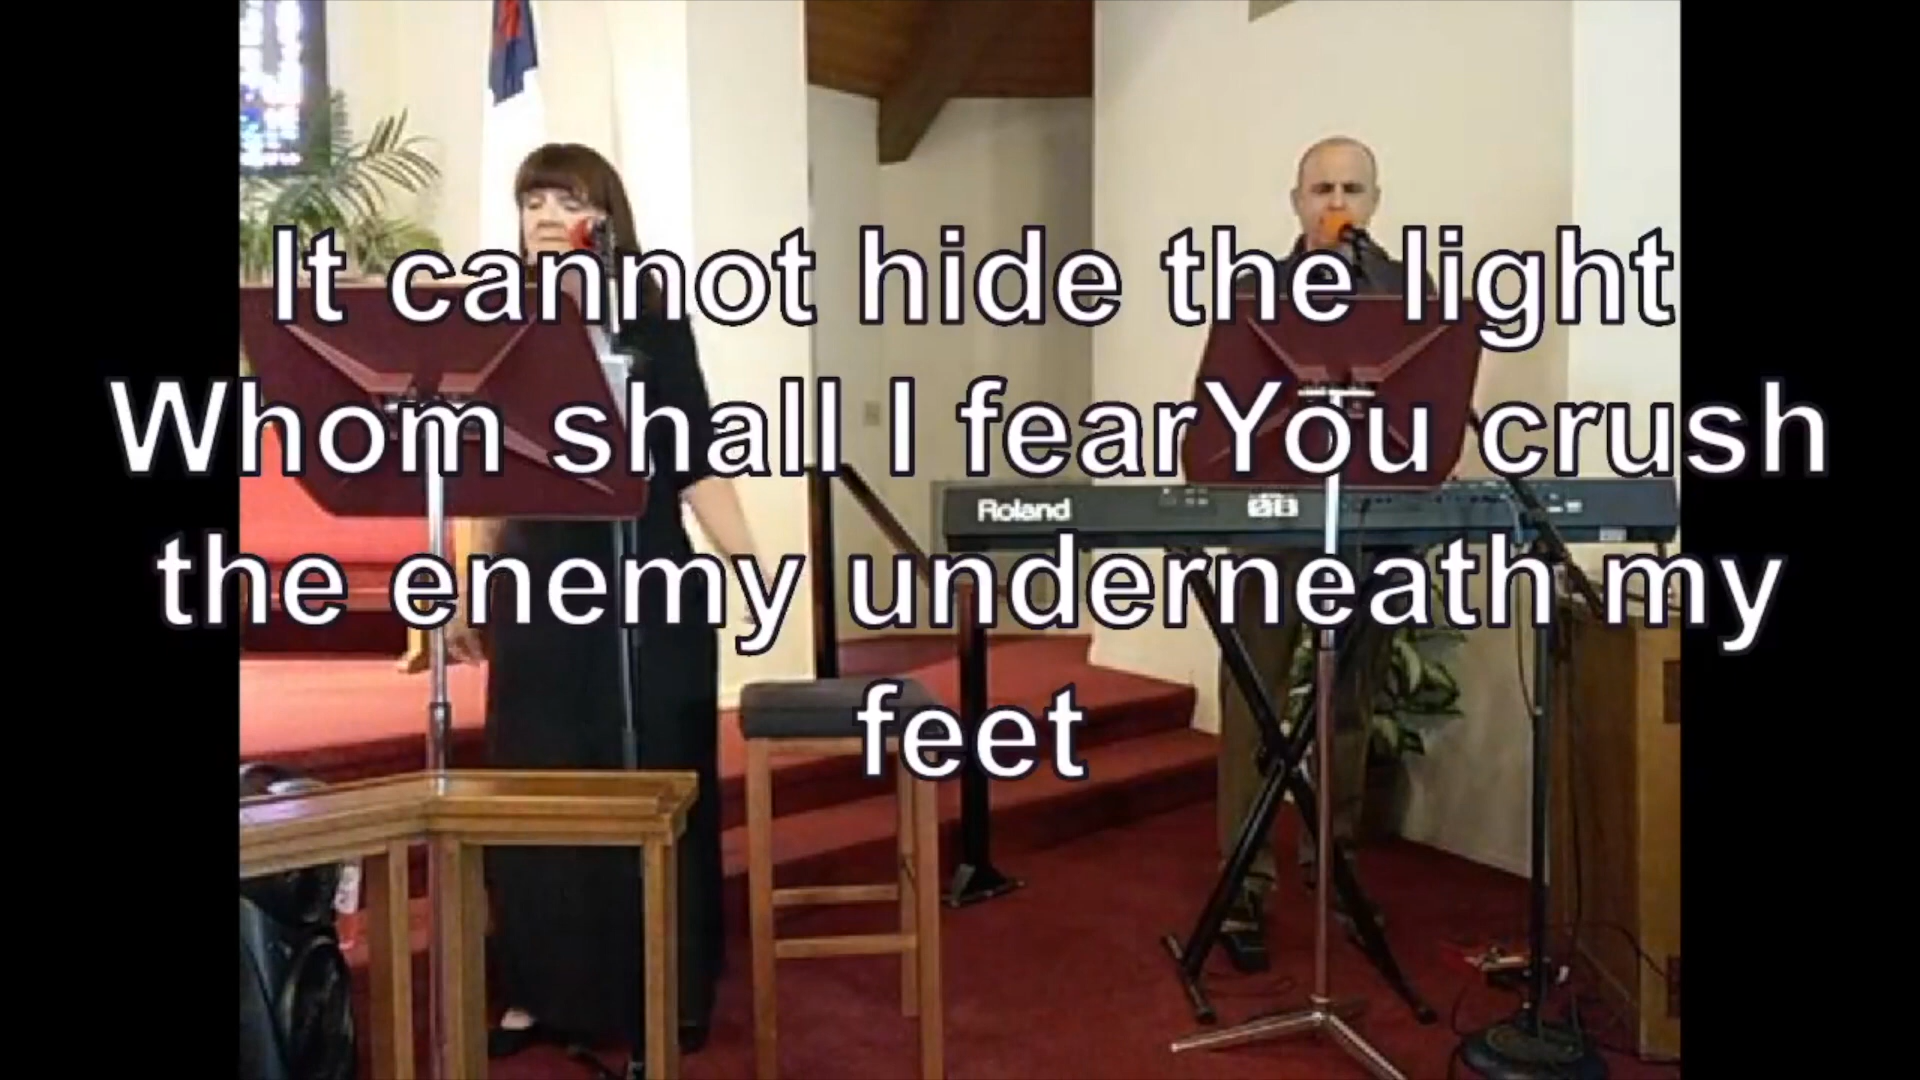 It cannot hide the light
Whom shall I fearYou crush
the enemy underneath my
feet
Roland